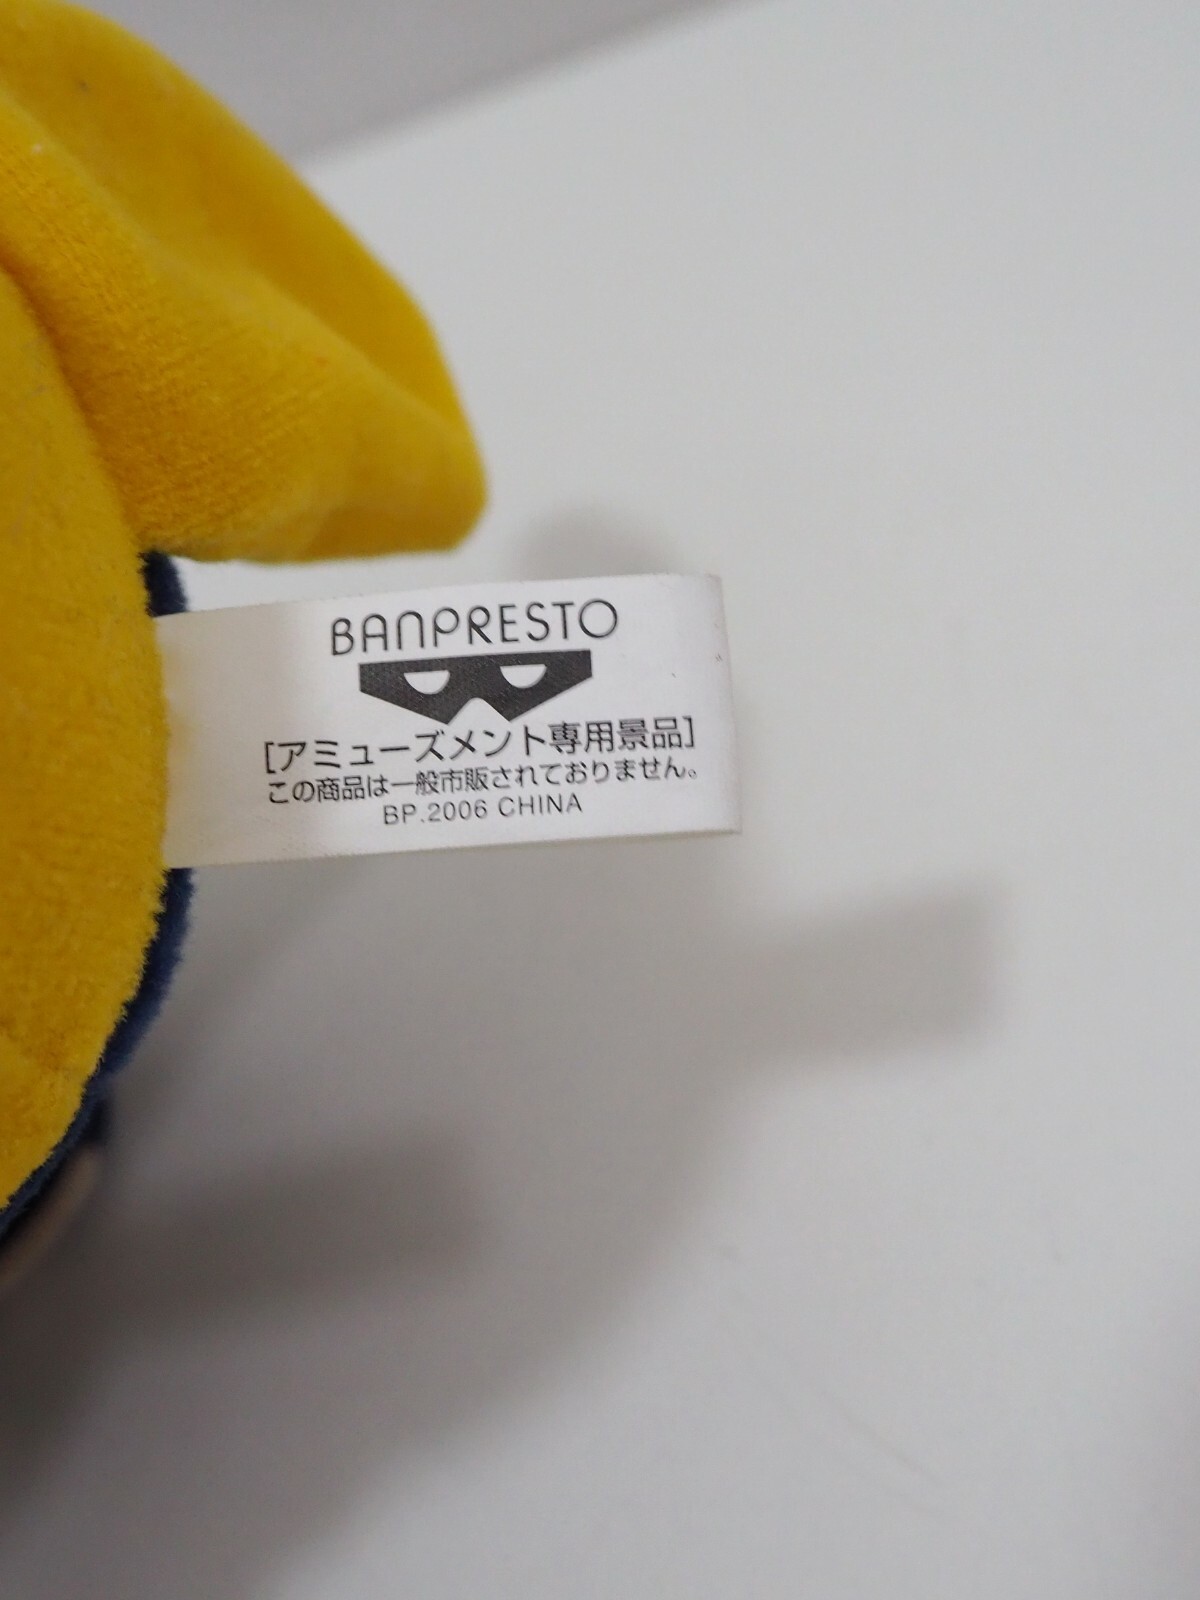 BANPRESTO
[アミューズメント専用景品]
この商品は一般市販されておりません。
BP.2006 CHINA